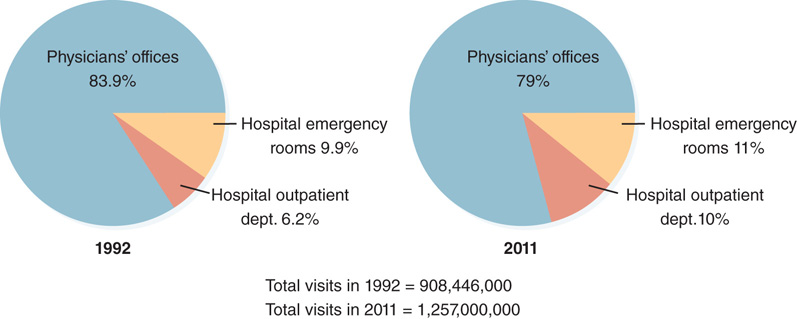 Physicians’ offices
83.9%
Hospital emergency
rooms 9.9%
Hospital outpatient
dept. 6.2%
1992
Physicians’ offices
79%
Hospital emergency
rooms 11%
Hospital outpatient
dept.10%
2011
Total visits in 1992 = 908,446,000
Total visits in 2011 = 1,257,000,000